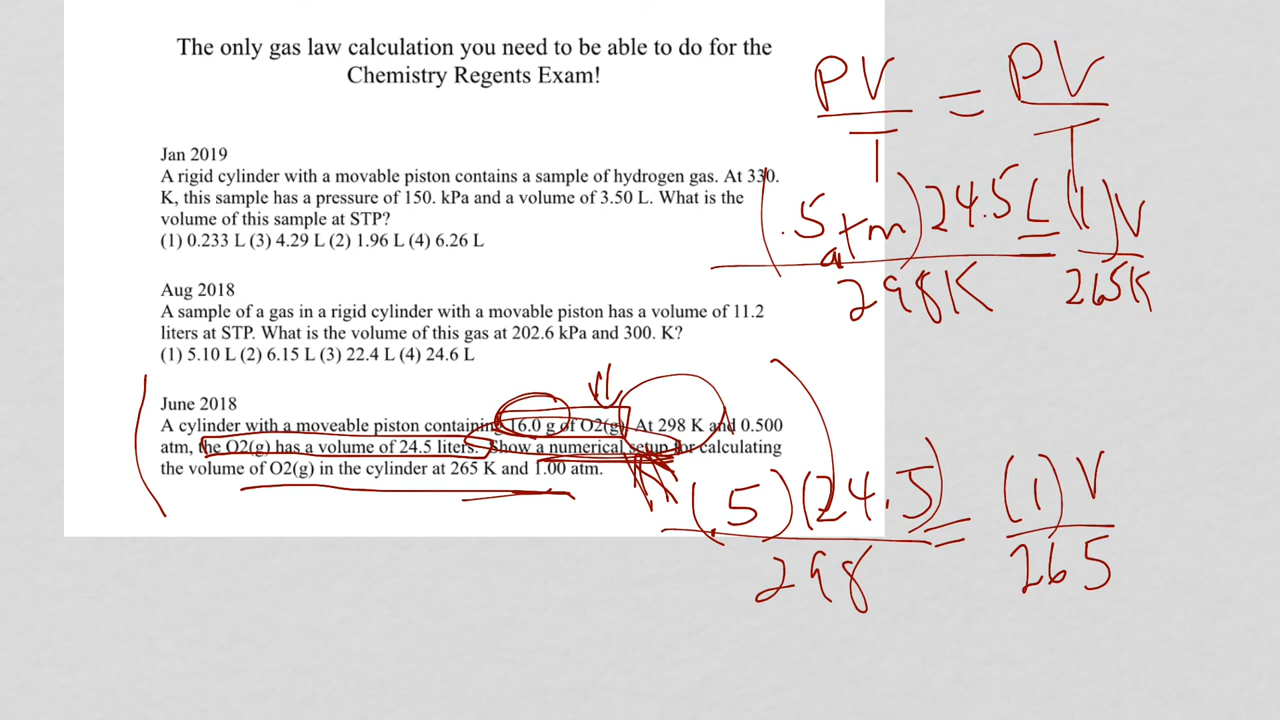 The only gas law calculation you need to be able to do for the
Chemistry Regents Exam!
Jan 2019
A rigid cylinder with a movable piston contains a sample of hydrogen gas. At 330.
K, this sample has a pressure of 150. kPa and a volume of 3.50 L. What is the
volume of this sample at STP?
(1) 0.233 L (3) 4.29 L (2) 1.96 L (4) 6.26 L
Aug 2018
A sample of a gas in a rigid cylinder with a movable piston has a volume of 11.2
liters at STP. What is the volume of this gas at 202.6 kPa and 300. K?
(1) 5.10 L (2) 6.15 L (3) 22.4 L (4) 24.6 L
June 2018
A cylinder with a moveable piston containing 16.0 g of O2(g). At 298 K and 0.500
atm, the O2(g) has a volume of 24.5 liters. Show a numerical setup for calculating
the volume of O2(g) in the cylinder at 265 K and 1.00 atm.
PV = PV
T T
(.5 atm) 24.5 L = (1) V
298K 265K
(.5)(24.5) = (1) V
298 265